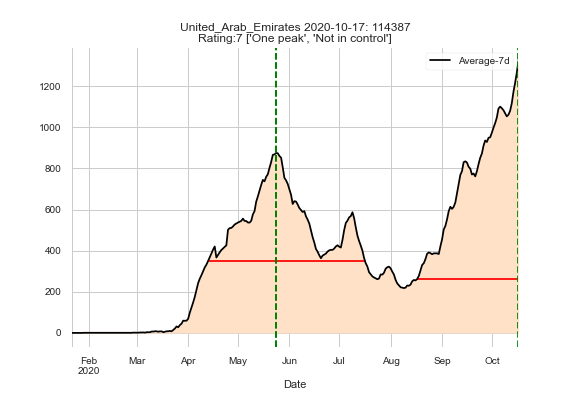 United_Arab_Emirates 2020-10-17: 114387
Rating:7 ['One peak', 'Not in control']
Average-7d
1200
1000
800
600
400
200
0
Feb Mar Apr May Jun Jul Aug Sep Oct
2020
Date